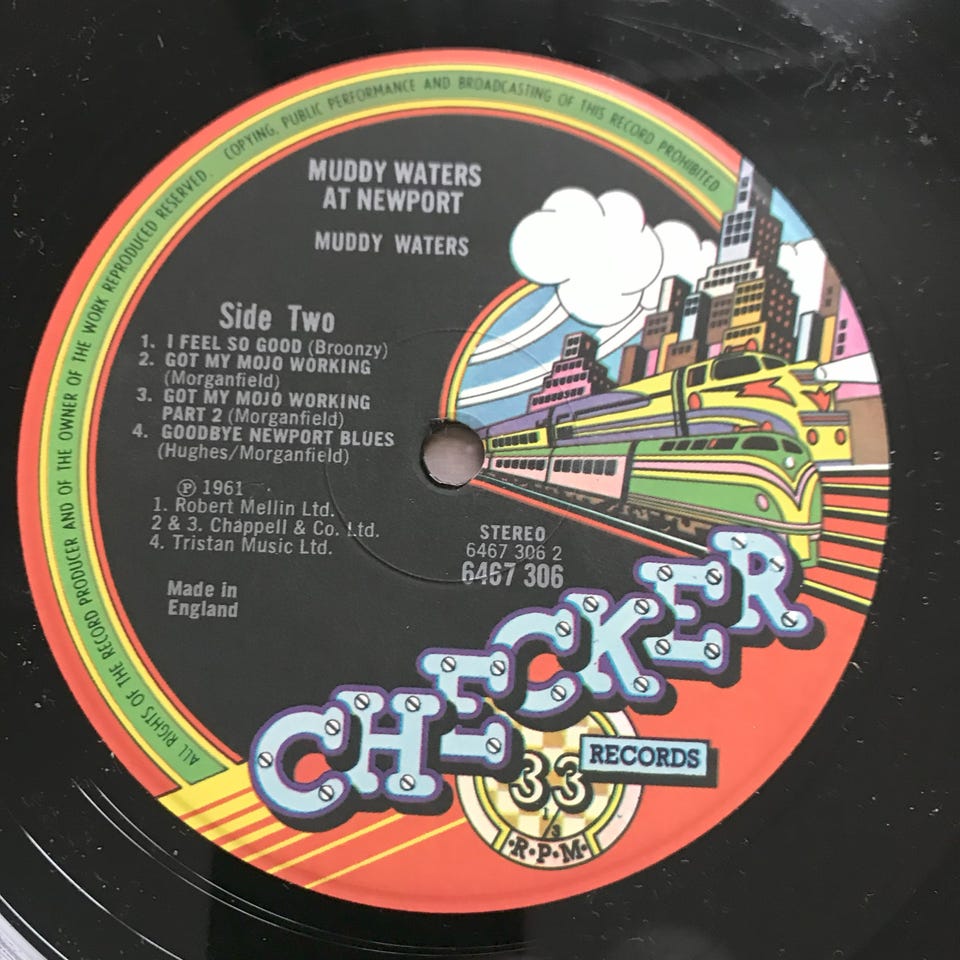 ALL RIGHTS OF THE RECORD PRODUCER AND OF THE OWNER OF THE WORK REPRODUCED RESERVED. COPYING, PUBLIC PERFORMANCE AND BROADCASTING OF THIS RECORD PROHIBITED
MUDDY WATERS
AT NEWPORT
MUDDY WATERS
Side Two
1. I FEEL SO GOOD (Broonzy)
2. GOT MY MOJO WORKING
(Morganfield)
3. GOT MY MOJO WORKING
PART 2 (Morganfield)
4. GOODBYE NEWPORT BLUES
(Hughes/Morganfield)
℗ 1961
1. Robert Mellin Ltd.
2 & 3. Chappell & Co. Ltd.
4. Tristan Music Ltd.
STEREO
6467 306 2
6467 306
Made in
England
CHECKER
RECORDS
33 1/3
·R·P·M·